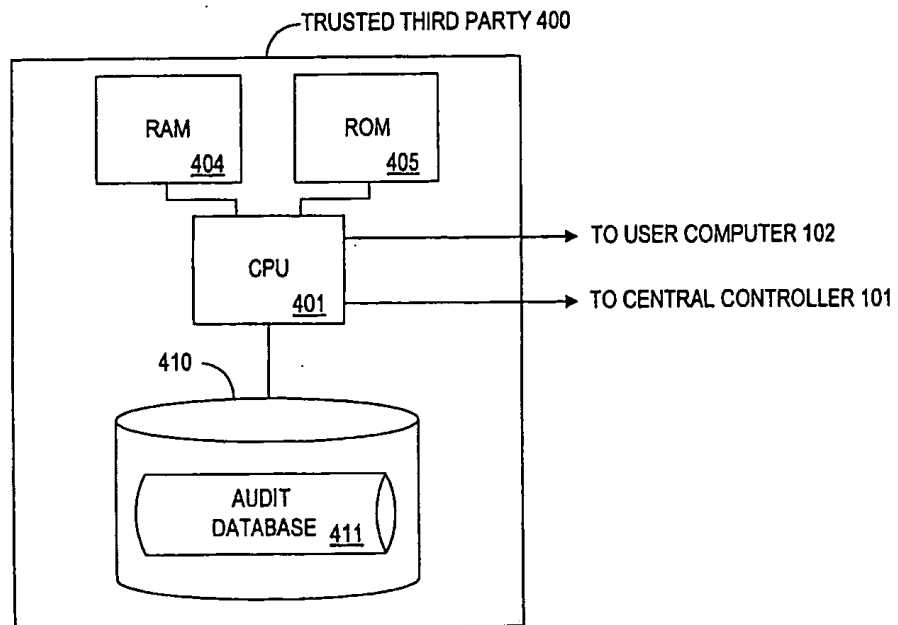 TRUSTED THIRD PARTY 400
RAM
404
ROM
405
CPU
401
TO USER COMPUTER 102
TO CENTRAL CONTROLLER 101
410
AUDIT
DATABASE
411